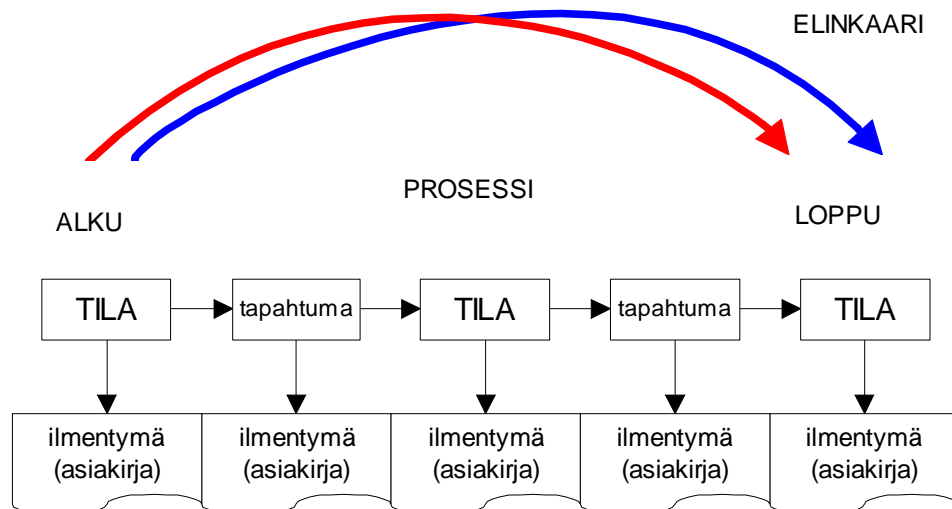 ELINKAARI
PROSESSI
ALKU
LOPPU
TILA
tapahtuma
TILA
tapahtuma
TILA
ilmentymä
(asiakirja)
ilmentymä
(asiakirja)
ilmentymä
(asiakirja)
ilmentymä
(asiakirja)
ilmentymä
(asiakirja)